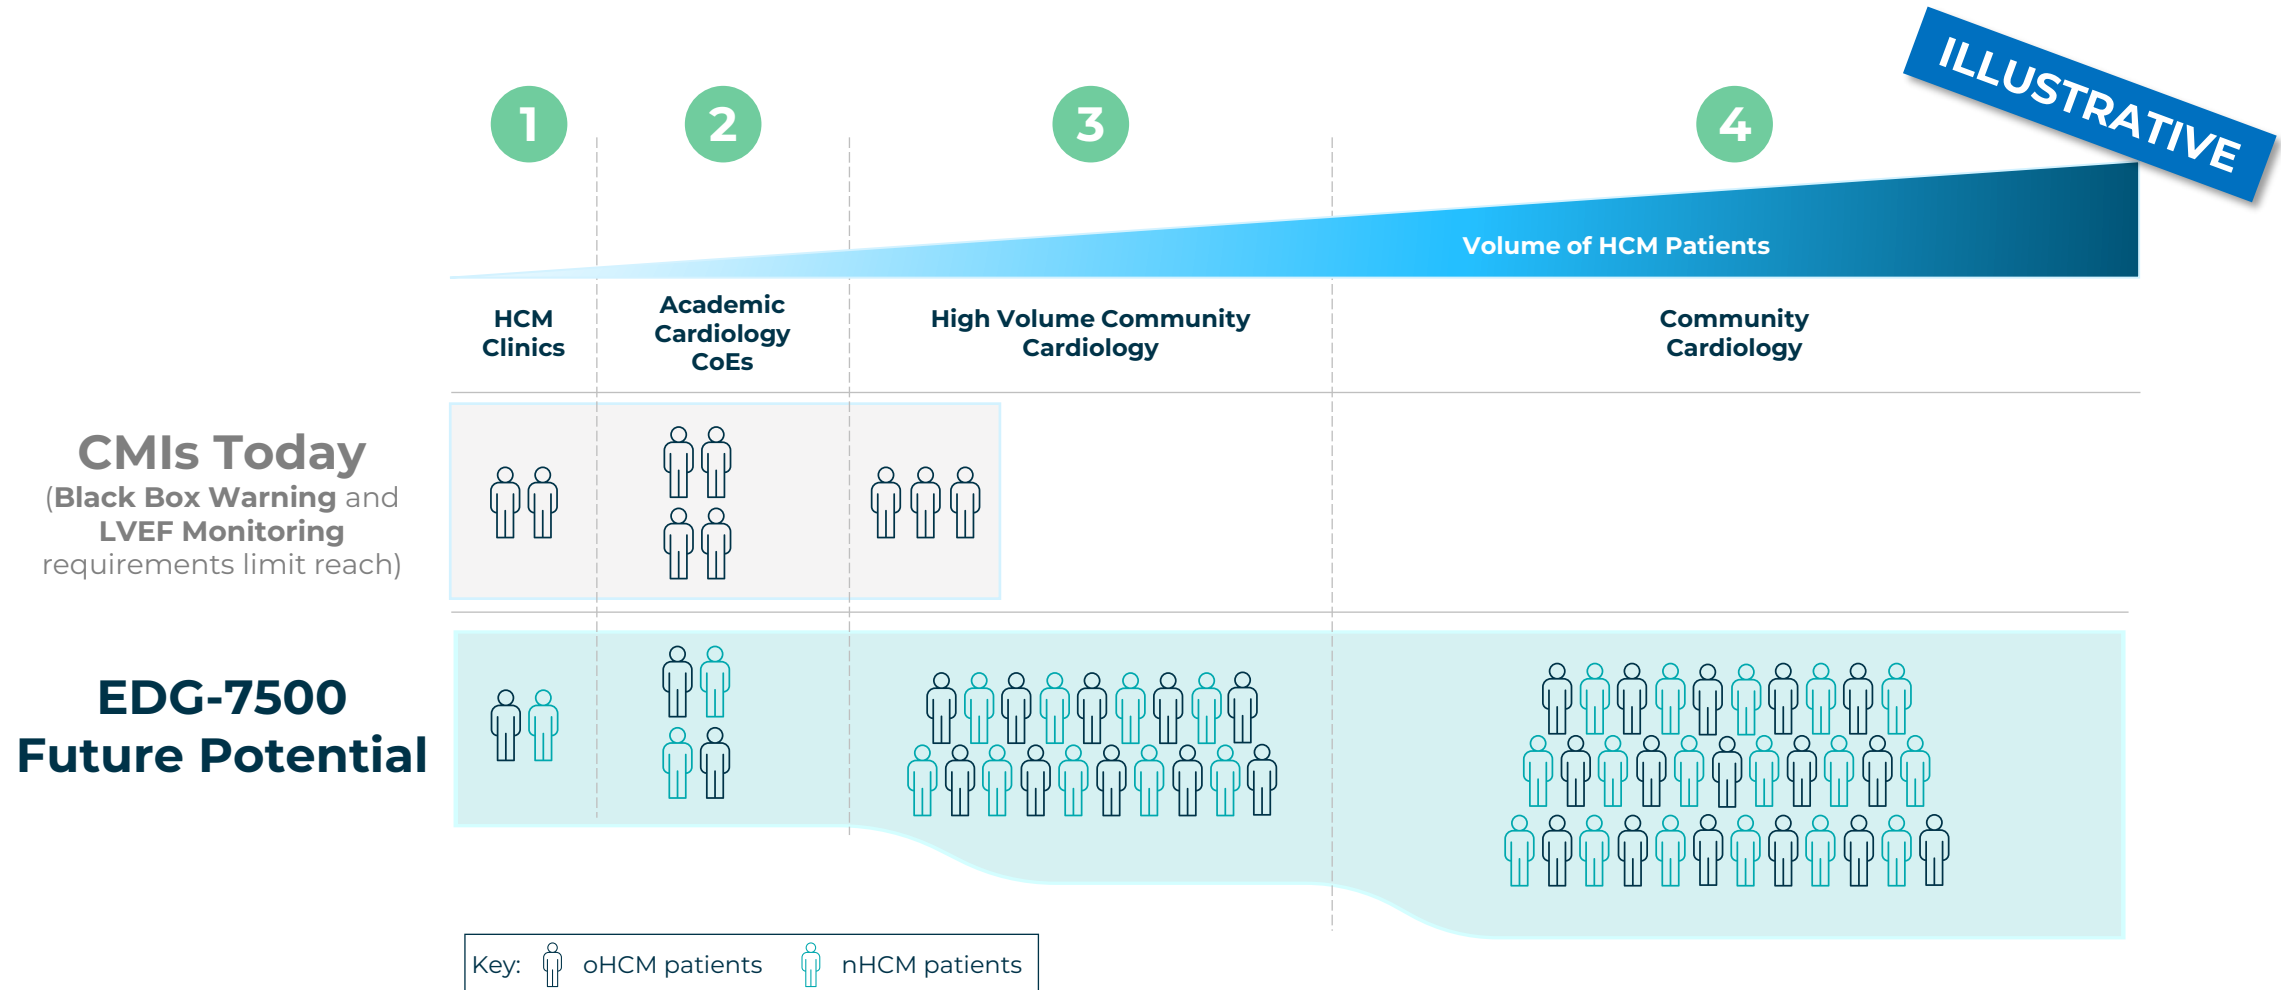 ILLUSTRATIVE
1
2
3
4
Volume of HCM Patients
HCM
Clinics
Academic
Cardiology
CoEs
High Volume Community
Cardiology
Community
Cardiology
CMIs Today
(Black Box Warning and
LVEF Monitoring
requirements limit reach)
EDG-7500
Future Potential
Key: oHCM patients nHCM patients